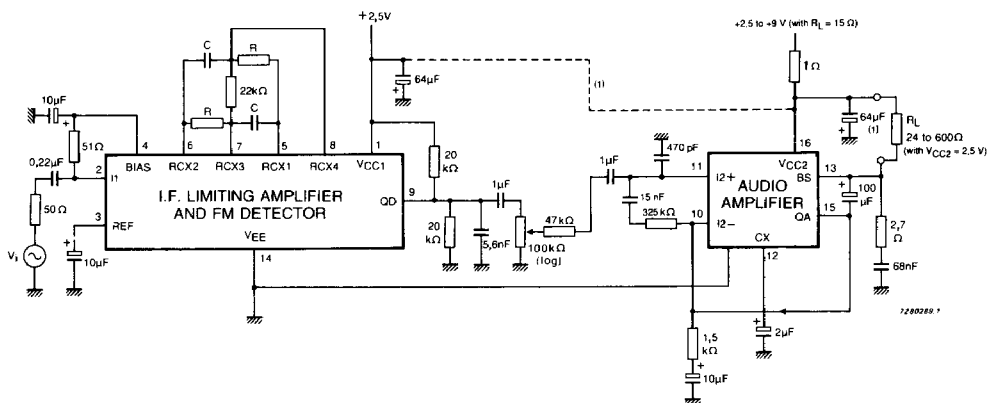 +2,5V
+2.5 to +9 V (with RL = 15 Ω)
1Ω
C
R
22kΩ
R
C
64µF
+
(1)
64µF
+
(1)
RL
24 to 600Ω
(with VCC2 = 2,5 V)
10µF
+
51Ω
0,22µF
50Ω
Vi
4
6
7
5
8
1
BIAS
RCX2
RCX3
RCX1
RCX4
VCC1
2
I1
3
REF
+
10µF
I.F. LIMITING AMPLIFIER
AND FM DETECTOR
VEE
14
QD
9
20
kΩ
20
kΩ
5,6nF
1µF
100kΩ
(log)
47kΩ
1µF
470 pF
15 nF
325kΩ
11
I2+
10
I2−
16
VCC2
AUDIO
AMPLIFIER
BS
13
QA
15
CX
12
+
100
µF
2,7
Ω
68nF
+
2µF
1,5
kΩ
+
10µF
7280289.1